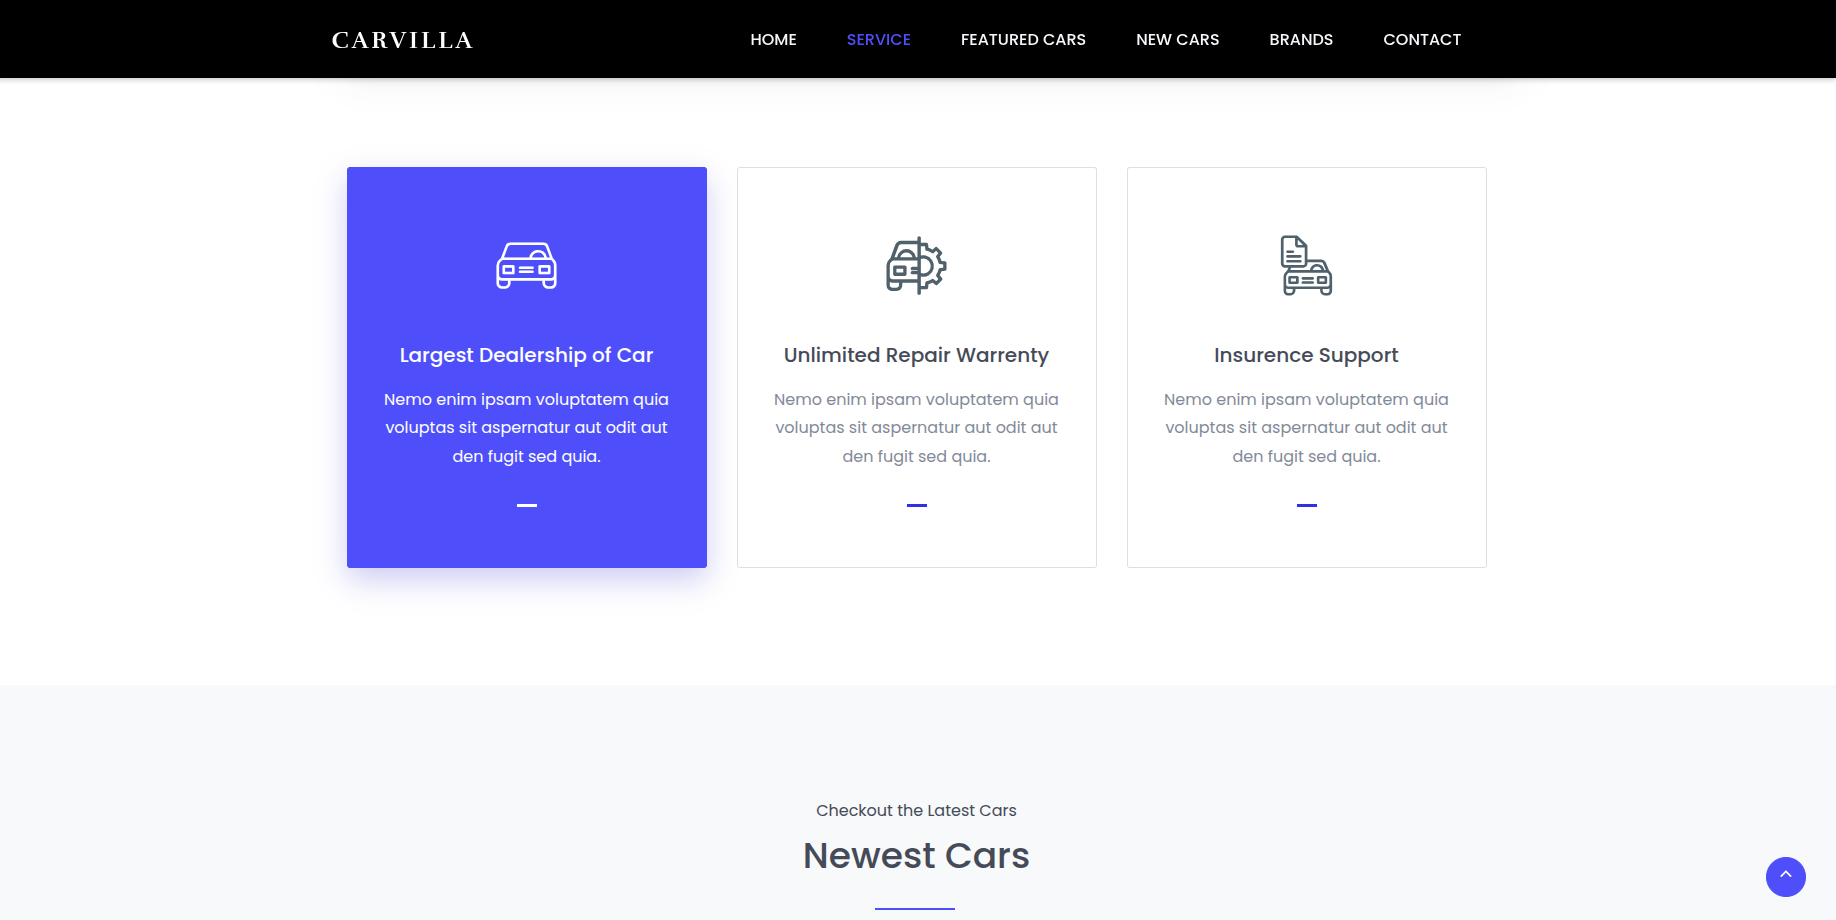 CARVILLA
HOME
SERVICE
FEATURED CARS
NEW CARS
BRANDS
CONTACT
Largest Dealership of Car
Nemo enim ipsam voluptatem quia
voluptas sit aspernatur aut odit aut
den fugit sed quia.
Unlimited Repair Warrenty
Nemo enim ipsam voluptatem quia
voluptas sit aspernatur aut odit aut
den fugit sed quia.
Insurence Support
Nemo enim ipsam voluptatem quia
voluptas sit aspernatur aut odit aut
den fugit sed quia.
Checkout the Latest Cars
Newest Cars